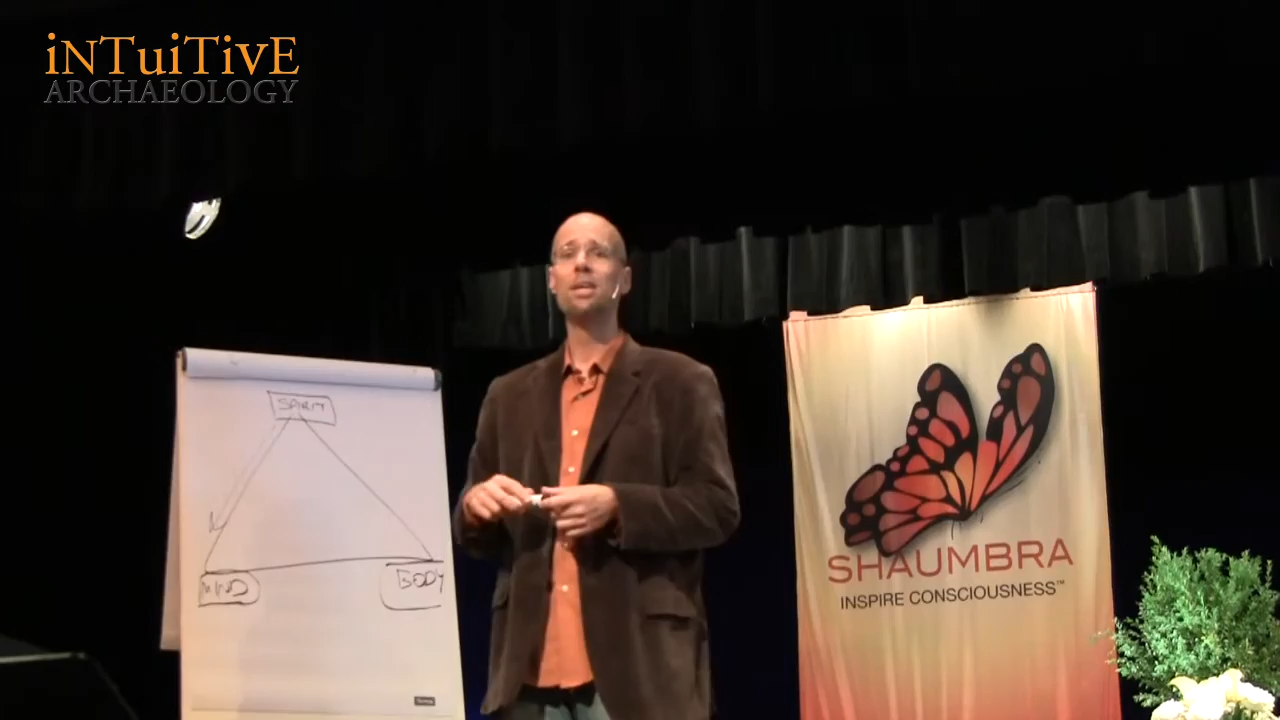 iNTuiTivE
ARCHAEOLOGY
SPIRIT
MIND
BODY
SHAUMBRA
INSPIRE CONSCIOUSNESS™